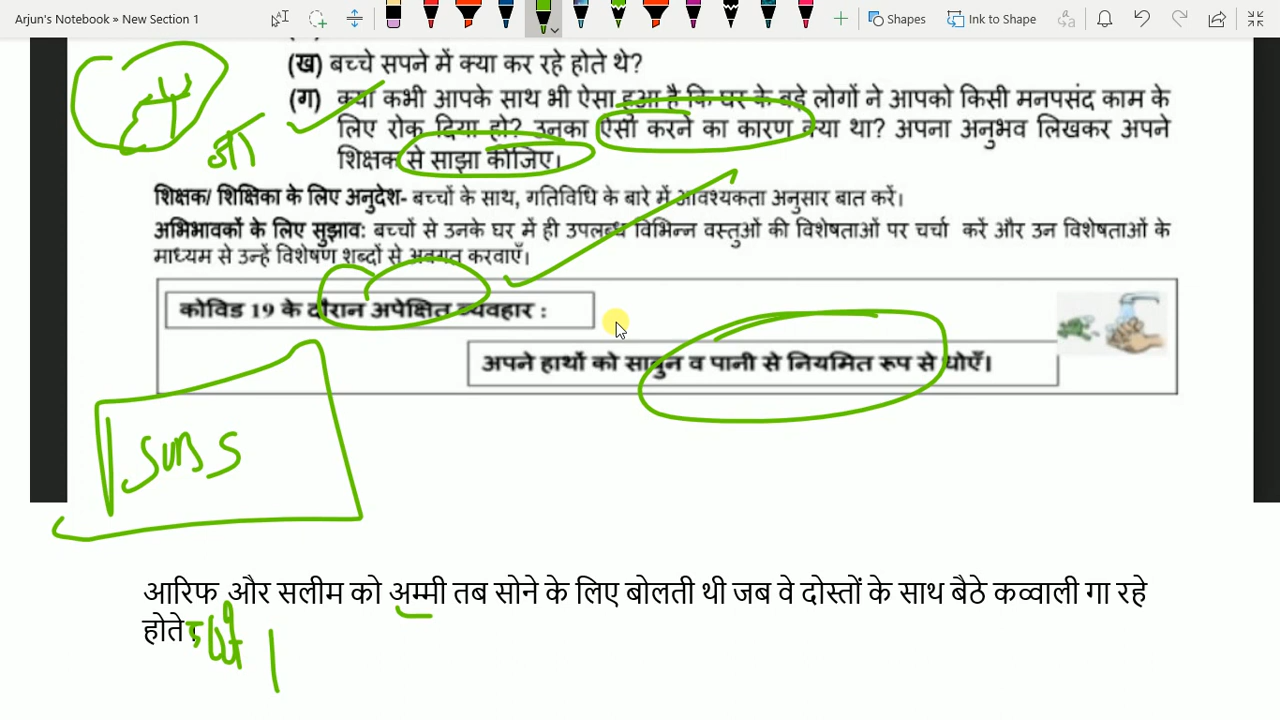 Arjun's Notebook » New Section 1
Shapes Ink to Shape
(ख) बच्चे सपने में क्या कर रहे होते थे?
(ग) क्या कभी आपके साथ भी ऐसा हुआ है कि घर के बड़े लोगों ने आपको किसी मनपसंद काम के
लिए रोक दिया हो? उनका ऐसा करने का कारण क्या था? अपना अनुभव लिखकर अपने
शिक्षक से साझा कीजिए।
शिक्षक/ शिक्षिका के लिए अनुदेश- बच्चों के साथ, गतिविधि के बारे में आवश्यकता अनुसार बात करें।
अभिभावकों के लिए सुझाव: बच्चों से उनके घर में ही उपलब्ध विभिन्न वस्तुओं की विशेषताओं पर चर्चा करें और उन विशेषताओं के
माध्यम से उन्हें विशेषण शब्दों से अवगत करवाएँ।
कोविड 19 के दौरान अपेक्षित व्यवहार :
अपने हाथों को साबुन व पानी से नियमित रूप से धोएँ।
आरिफ और सलीम को अम्मी तब सोने के लिए बोलती थी जब वे दोस्तों के साथ बैठे कव्वाली गा रहे
होते